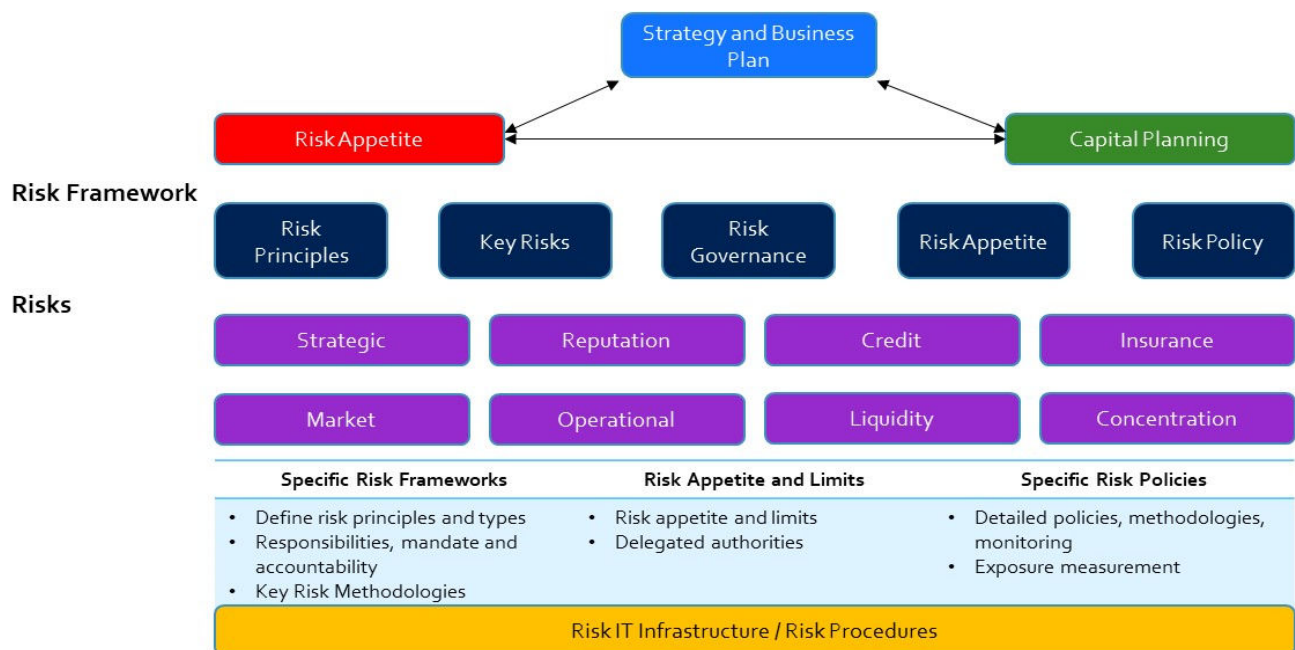 Strategy and Business
Plan
Risk Appetite
Capital Planning
Risk Framework
Risk
Principles
Key Risks
Risk
Governance
Risk Appetite
Risk Policy
Risks
Strategic
Reputation
Credit
Insurance
Market
Operational
Liquidity
Concentration
Specific Risk Frameworks
Risk Appetite and Limits
Specific Risk Policies
• Define risk principles and types
• Responsibilities, mandate and
accountability
• Key Risk Methodologies
• Risk appetite and limits
• Delegated authorities
• Detailed policies, methodologies,
monitoring
• Exposure measurement
Risk IT Infrastructure / Risk Procedures